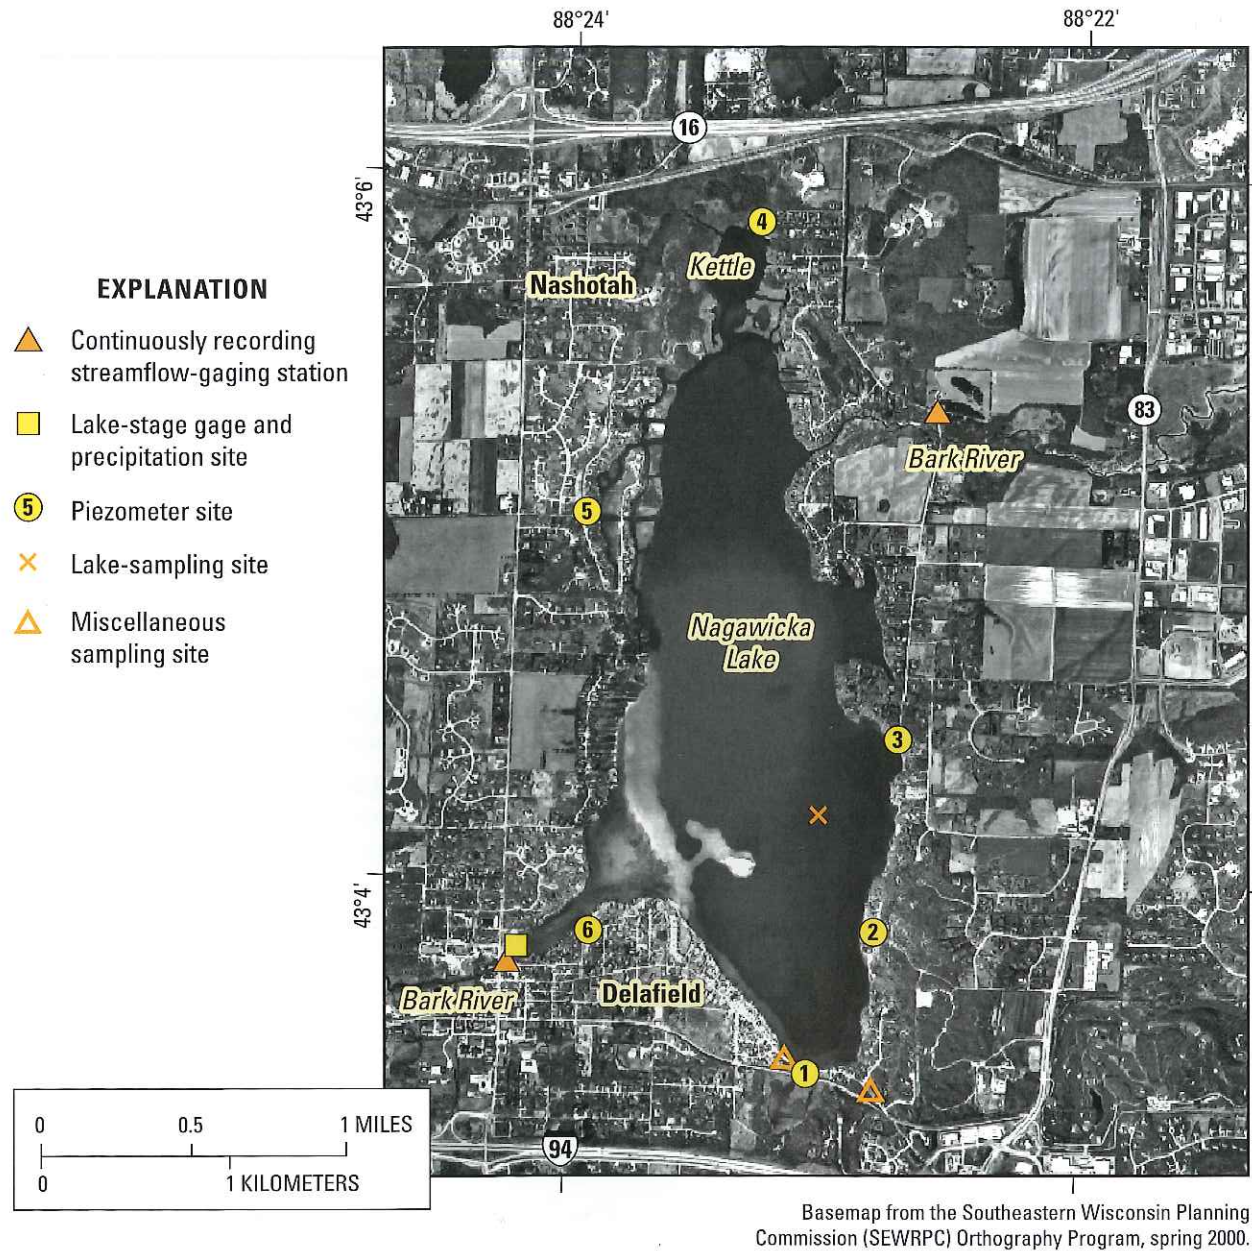 88°24'
88°22'
16
43°6'
4
Kettle
Nashotah
EXPLANATION
Continuously recording
streamflow-gaging station
Lake-stage gage and
precipitation site
5
Piezometer site
Lake-sampling site
Miscellaneous
sampling site
83
Bark River
5
Nagawicka
Lake
3
43°4'
6
2
Bark River
Delafield
1
0
0.5
1 MILES
0
1 KILOMETERS
94
Basemap from the Southeastern Wisconsin Planning
Commission (SEWRPC) Orthography Program, spring 2000.